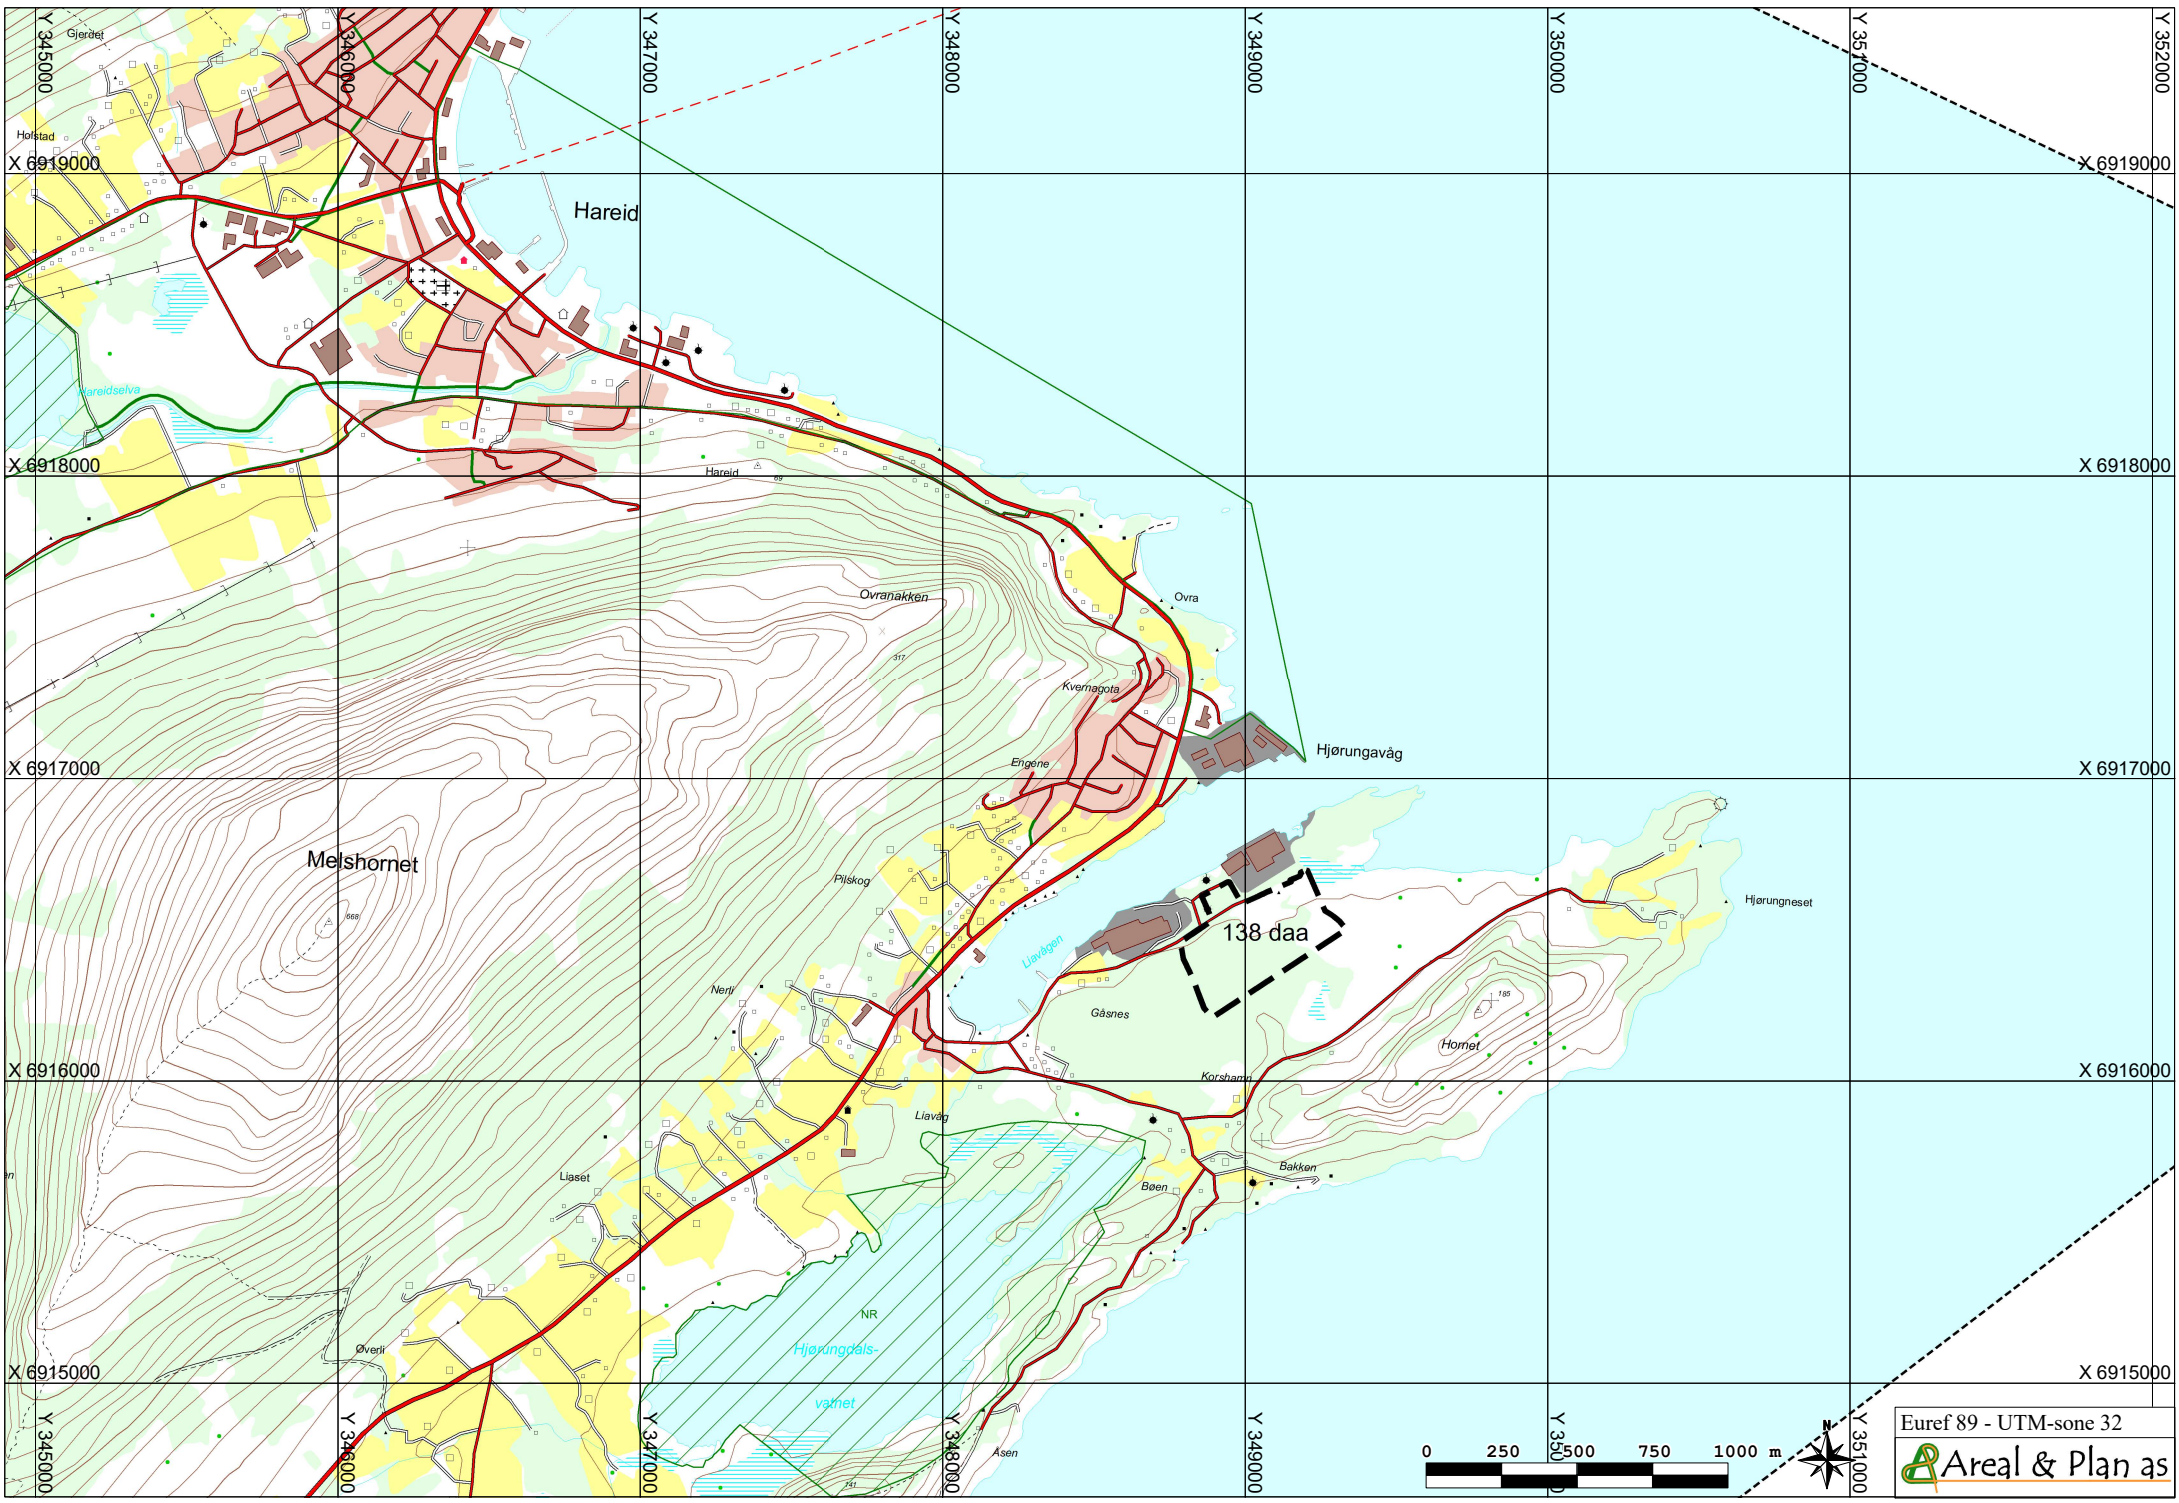 Y 345000
Y 346000
Y 347000
Y 348000
Y 349000
Y 350000
Y 351000
Y 352000
Gjerdet
Holstad
X 6919000
X 6919000
Hareid
Hareidselva
X 6918000
Hareid
69
X 6918000
Ovranakken
Ovra
317
Kvernagota
Hjørungavåg
Engene
X 6917000
X 6917000
Melshornet
668
Pilskog
Hjørungneset
138 daa
Liavågen
Nerli
Gåsnes
185
Hornet
X 6916000
Korshamn
X 6916000
Liavåg
Liaset
Bakken
Bøen
NR
Hjørungdals-
vatnet
Øverli
X 6915000
X 6915000
Åsen
141
Y 345000
Y 346000
Y 347000
Y 348000
Y 349000
Y 351000
0 250 500 750 1000 m
N
Euref 89 - UTM-sone 32
Areal & Plan as